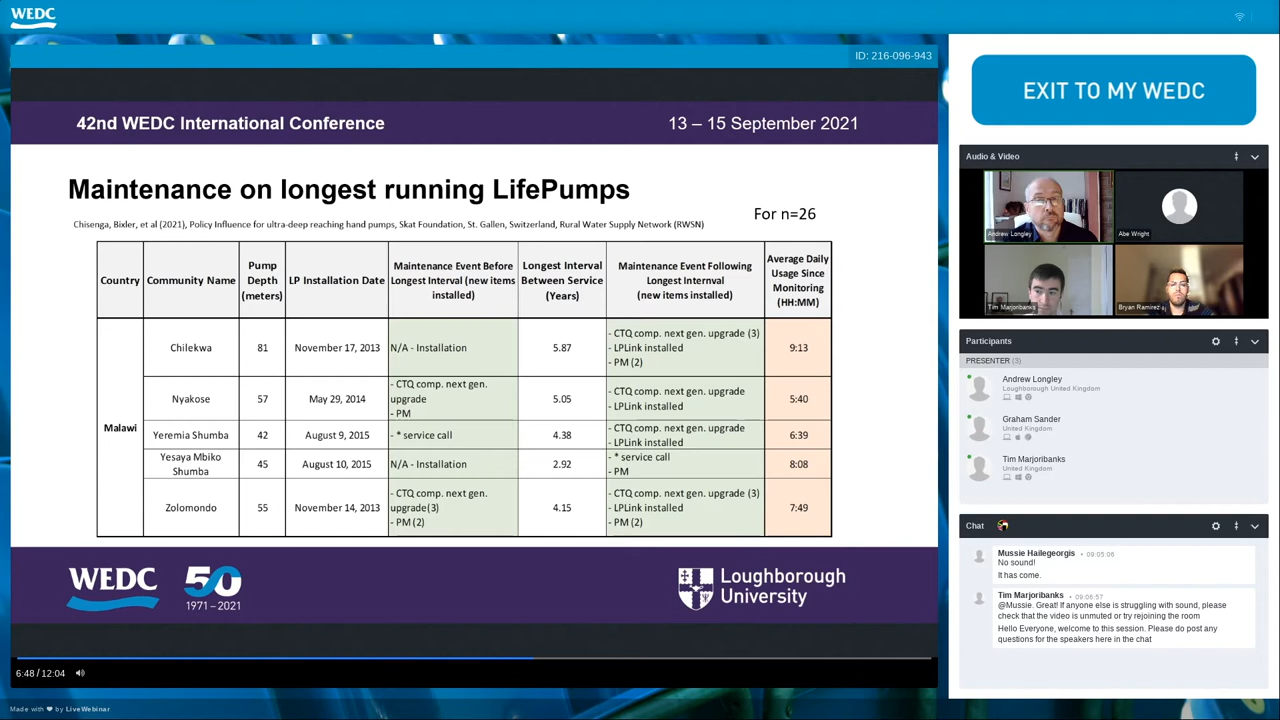 WEDC
ID: 216-096-943
42nd WEDC International Conference
13 – 15 September 2021
Maintenance on longest running LifePumps
For n=26
Chisenga, Bixler, et al (2021), Policy Influence for ultra-deep reaching hand pumps, Skat Foundation, St. Gallen, Switzerland, Rural Water Supply Network (RWSN)
Country
Community Name
Pump
Depth
(meters)
LP Installation Date
Maintenance Event Before
Longest Interval (new items
installed)
Longest Interval
Between Service
(Years)
Maintenance Event Following
Longest Internval
(new items installed)
Average Daily
Usage Since
Monitoring
(HH:MM)
Malawi
Chilekwa
81
November 17, 2013
N/A - Installation
5.87
- CTQ comp. next gen. upgrade (3)
- LPLink installed
- PM (2)
9:13
Nyakose
57
May 29, 2014
- CTQ comp. next gen.
upgrade
- PM
5.05
- CTQ comp. next gen. upgrade
- LPLink installed
5:40
Yeremia Shumba
42
August 9, 2015
- * service call
4.38
- CTQ comp. next gen. upgrade
- LPLink installed
6:39
Yesaya Mbiko
Shumba
45
August 10, 2015
N/A - Installation
2.92
- * service call
- PM
8:08
Zolomondo
55
November 14, 2013
- CTQ comp. next gen.
upgrade(3)
- PM (2)
4.15
- CTQ comp. next gen. upgrade (3)
- LPLink installed
- PM (2)
7:49
WEDC
50
1971 – 2021
Loughborough
University
6:48 / 12:04
Made with ❤ by LiveWebinar
EXIT TO MY WEDC
Audio & Video
Andrew Longley
Abe Wright
Tim Marjoribanks
Bryan Ramirez
Participants
PRESENTER (3)
Andrew Longley
Loughborough United Kingdom
Graham Sander
United Kingdom
Tim Marjoribanks
United Kingdom
Chat
Mussie Hailegeorgis • 09:05:06
No sound!
It has come.
Tim Marjoribanks • 09:06:57
@Mussie. Great! If anyone else is struggling with sound, please
check that the video is unmuted or try rejoining the room
Hello Everyone, welcome to this session. Please do post any
questions for the speakers here in the chat